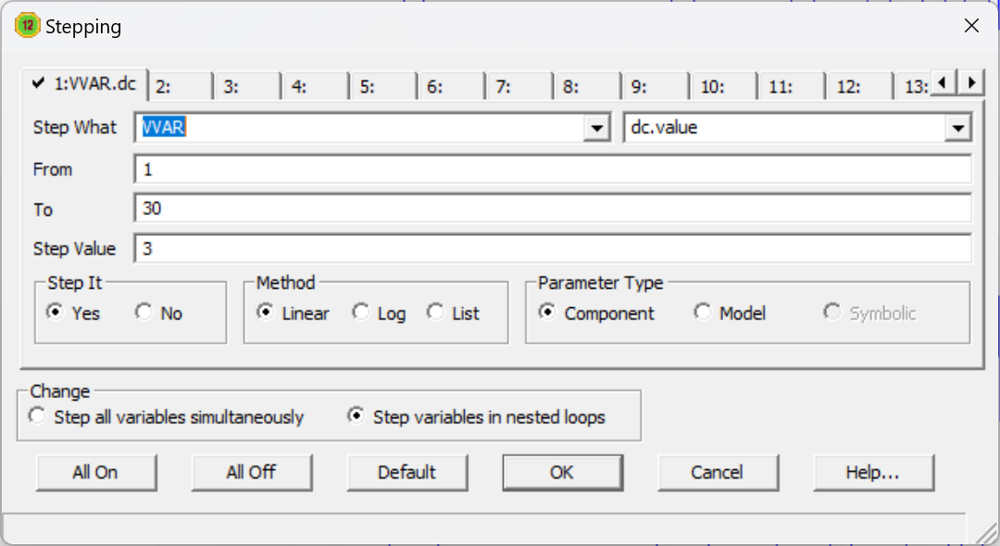 12 Stepping
1:VVAR.dc 2: 3: 4: 5: 6: 7: 8: 9: 10: 11: 12: 13:
Step What VVAR dc.value
From 1
To 30
Step Value 3
Step It Method Parameter Type
Yes No Linear Log List Component Model Symbolic
Change
Step all variables simultaneously Step variables in nested loops
All On All Off Default OK Cancel Help...